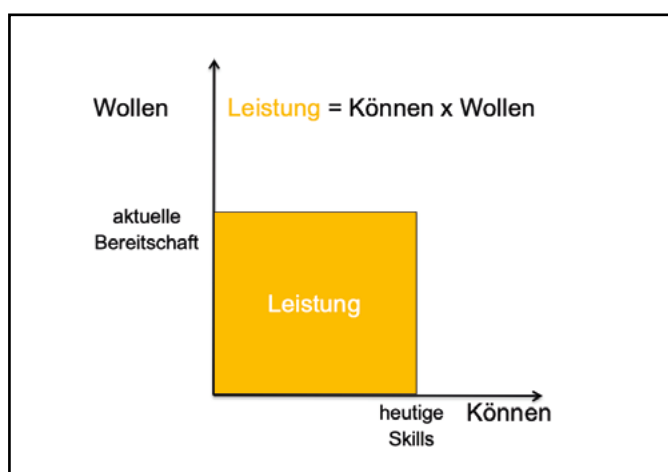 Wollen
Leistung = Können x Wollen
aktuelle
Bereitschaft
Leistung
heutige
Skills
Können